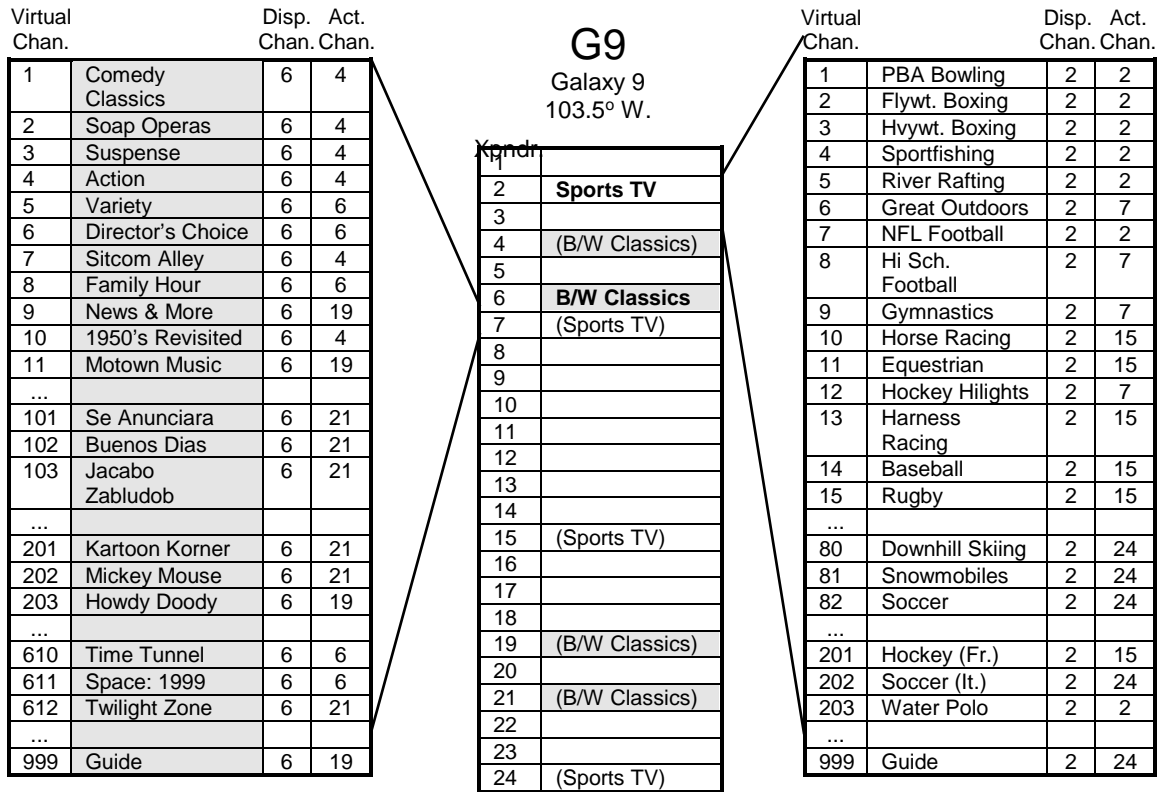 Virtual Disp. Act.
Chan. Chan. Chan.
1 Comedy 6 4
Classics
2 Soap Operas 6 4
3 Suspense 6 4
4 Action 6 4
5 Variety 6 6
6 Director's Choice 6 6
7 Sitcom Alley 6 4
8 Family Hour 6 6
9 News & More 6 19
10 1950's Revisited 6 4
11 Motown Music 6 19
...
101 Se Anunciara 6 21
102 Buenos Dias 6 21
103 Jacabo 6 21
Zabludob
...
201 Kartoon Korner 6 21
202 Mickey Mouse 6 21
203 Howdy Doody 6 19
...
610 Time Tunnel 6 6
611 Space: 1999 6 6
612 Twilight Zone 6 21
...
999 Guide 6 19
G9
Galaxy 9
103.5º W.
Xpndr.
1
2 Sports TV
3
4 (B/W Classics)
5
6 B/W Classics
7 (Sports TV)
8
9
10
11
12
13
14
15 (Sports TV)
16
17
18
19 (B/W Classics)
20
21 (B/W Classics)
22
23
24 (Sports TV)
Virtual Disp. Act.
Chan. Chan. Chan.
1 PBA Bowling 2 2
2 Flywt. Boxing 2 2
3 Hvywt. Boxing 2 2
4 Sportfishing 2 2
5 River Rafting 2 2
6 Great Outdoors 2 7
7 NFL Football 2 2
8 Hi Sch. 2 7
Football
9 Gymnastics 2 7
10 Horse Racing 2 15
11 Equestrian 2 15
12 Hockey Hilights 2 7
13 Harness 2 15
Racing
14 Baseball 2 15
15 Rugby 2 15
...
80 Downhill Skiing 2 24
81 Snowmobiles 2 24
82 Soccer 2 24
...
201 Hockey (Fr.) 2 15
202 Soccer (It.) 2 24
203 Water Polo 2 2
...
999 Guide 2 24